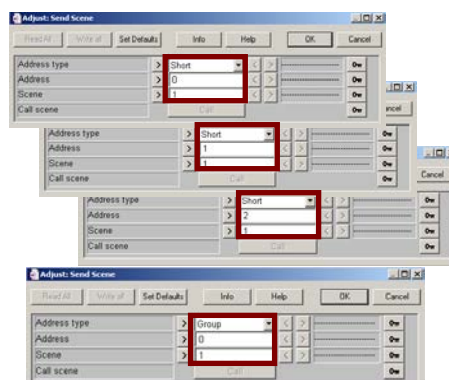 Adjust: Send Scene
Read All Write all Set Defaults Info Help OK Cancel
Address type > Short < >
Address > 0 < >
Scene > 1 < >
Call scene Call
ncel
Address type > Short < >
Address > 1 < >
Scene > 1 < >
Call scene Call
Cancel
Address type > Short < >
Address > 2 < >
Scene > 1 < >
Call scene Call
Adjust: Send Scene
Read All Write all Set Defaults Info Help OK Cancel
Address type > Group < >
Address > 0 < >
Scene > 1 < >
Call scene Call